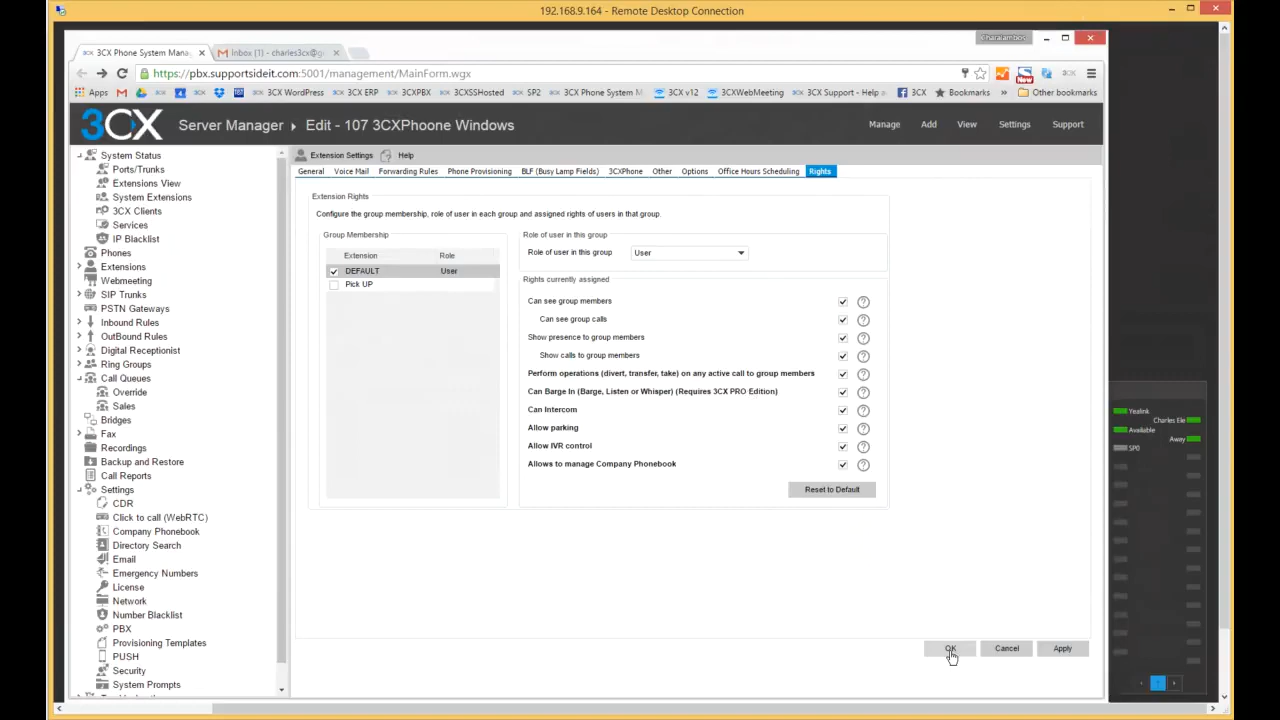 192.168.9.164 - Remote Desktop Connection
3CX Phone System Mana
Inbox (1) - charles3cx@g
Charalambos
https://pbx.supportsideit.com:5001/management/MainForm.wgx
Apps
3CX WordPress
3CX ERP
3CXPBX
3CXSSHosted
SP2
3CX Phone System M
3CX v12
3CXWebMeeting
3CX Support - Help a
3CX
Bookmarks
»
Other bookmarks
3CX
Server Manager
Edit - 107 3CXPhoone Windows
Manage
Add
View
Settings
Support
System Status
Ports/Trunks
Extensions View
System Extensions
3CX Clients
Services
IP Blacklist
Phones
Extensions
Webmeeting
SIP Trunks
PSTN Gateways
Inbound Rules
OutBound Rules
Digital Receptionist
Ring Groups
Call Queues
Override
Sales
Bridges
Fax
Recordings
Backup and Restore
Call Reports
Settings
CDR
Click to call (WebRTC)
Company Phonebook
Directory Search
Email
Emergency Numbers
License
Network
Number Blacklist
PBX
Provisioning Templates
PUSH
Security
System Prompts
Extension Settings
Help
General
Voice Mail
Forwarding Rules
Phone Provisioning
BLF (Busy Lamp Fields)
3CXPhone
Other
Options
Office Hours Scheduling
Rights
Extension Rights
Configure the group membership, role of user in each group and assigned rights of users in that group.
Group Membership
Extension
Role
DEFAULT
User
Pick UP
Role of user in this group
Role of user in this group
User
Rights currently assigned
Can see group members
Can see group calls
Show presence to group members
Show calls to group members
Perform operations (divert, transfer, take) on any active call to group members
Can Barge In (Barge, Listen or Whisper) (Requires 3CX PRO Edition)
Can Intercom
Allow parking
Allow IVR control
Allows to manage Company Phonebook
Reset to Default
OK
Cancel
Apply
Yealink
Charles Ele
Available
Away
SP0